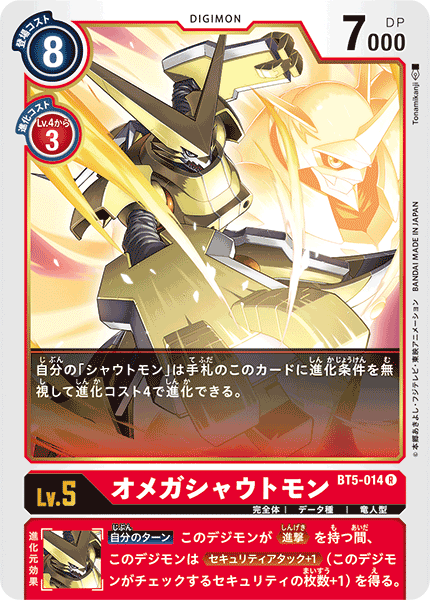 DIGIMON
登場コスト
8
7000 DP
進化コスト
Lv.4から
3
Tonamikanji
©本郷あきよし・フジテレビ・東映アニメーション BANDAI MADE IN JAPAN
自分の「シャウトモン」は手札のこのカードに進化条件を無
視して進化コスト4で進化できる。
BT5-014 R
Lv.5 オメガシャウトモン
完全体 データ種 竜人型
進化元効果
自分のターン このデジモンが 進撃 を持つ間、
このデジモンは セキュリティアタック+1 (このデジモ
ンがチェックするセキュリティの枚数+1) を得る。